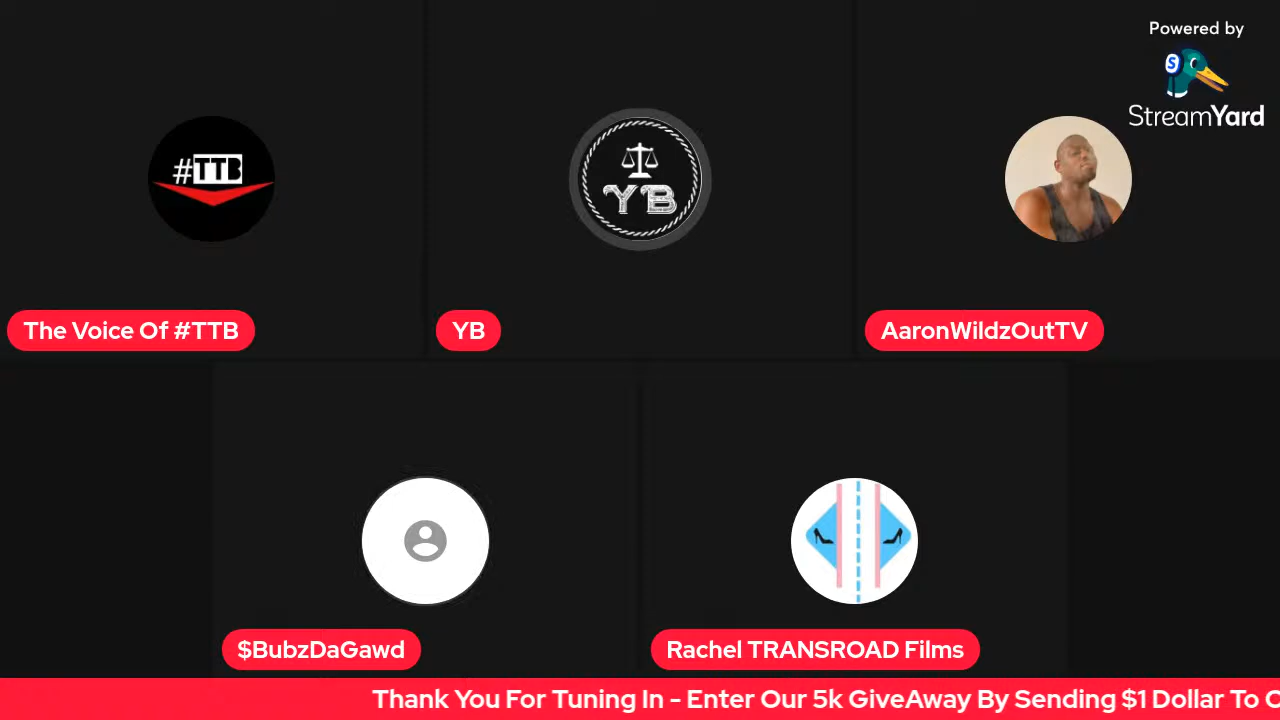 Powered by
StreamYard
#TTB
YB
The Voice Of #TTB
YB
AaronWildzOutTV
$BubzDaGawd
Rachel TRANSROAD Films
Thank You For Tuning In - Enter Our 5k GiveAway By Sending $1 Dollar To